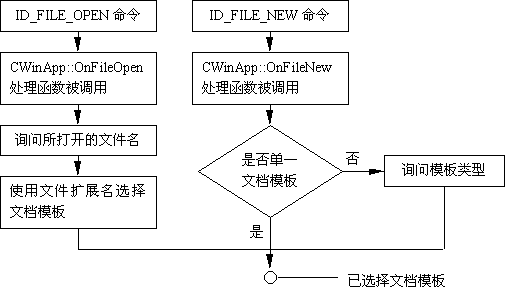 ID_FILE_OPEN 命令
CWinApp::OnFileOpen
处理函数被调用
询问所打开的文件名
使用文件扩展名选择
文档模板
ID_FILE_NEW 命令
CWinApp::OnFileNew
处理函数被调用
是否单一
文档模板
否
询问模板类型
是
已选择文档模板